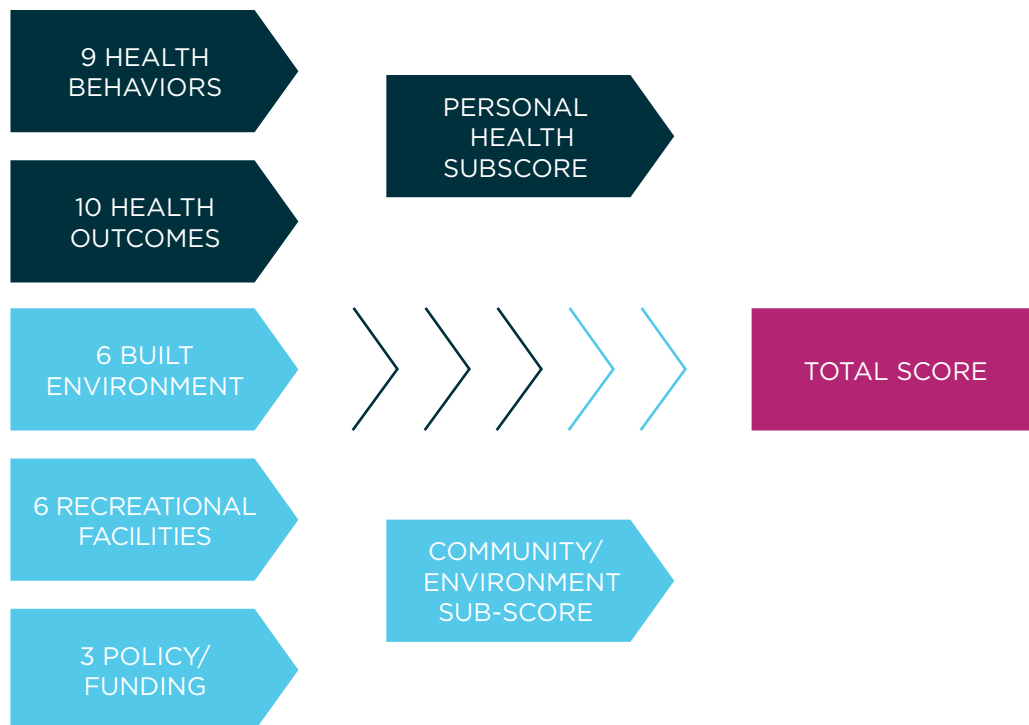 9 HEALTH
BEHAVIORS
10 HEALTH
OUTCOMES
6 BUILT
ENVIRONMENT
6 RECREATIONAL
FACILITIES
3 POLICY/
FUNDING
PERSONAL
HEALTH
SUBSCORE
COMMUNITY/
ENVIRONMENT
SUB-SCORE
TOTAL SCORE